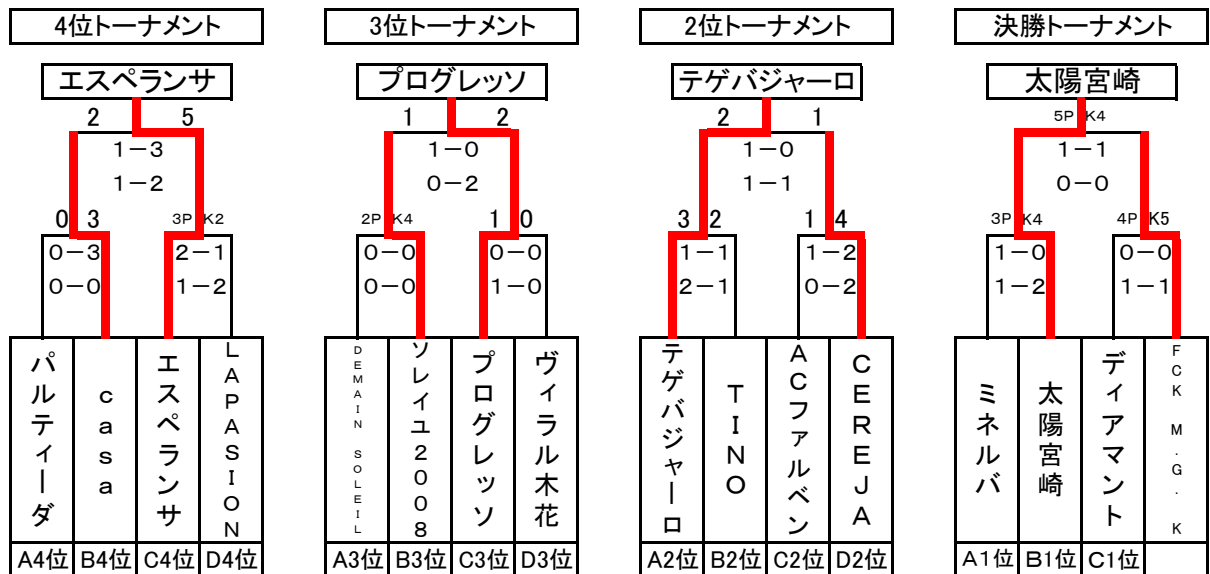 4位トーナメント
エスペランサ
2 5
1－3
1－2
0 3
3PK2
0－3
0－0
2－1
1－2
パルティーダ
casa
エスペランサ
LAPASION
A4位
B4位
C4位
D4位
3位トーナメント
プログレッソ
1 2
1－0
0－2
2PK4
1 0
0－0
0－0
0－0
1－0
DEMAIN SOLEIL
ソレイユ2008
プログレッソ
ヴィラル木花
A3位
B3位
C3位
D3位
2位トーナメント
テゲバジャーロ
2 1
1－0
1－1
3 2
1 4
1－1
2－1
1－2
0－2
テゲバジャーロ
TINO
ACファルベン
CEREJA
A2位
B2位
C2位
D2位
決勝トーナメント
太陽宮崎
5PK4
1－1
0－0
3PK4
4PK5
1－0
1－2
0－0
1－1
ミネルバ
太陽宮崎
ディアマント
FCK M.G.K
A1位
B1位
C1位